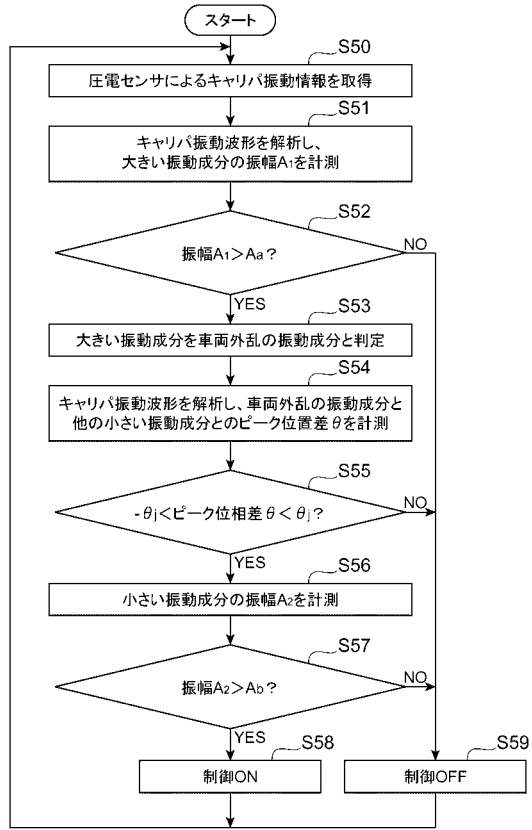 スタート
S50
圧電センサによるキャリパ振動情報を取得
S51
キャリパ振動波形を解析し、
大きい振動成分の振幅A1を計測
S52
振幅A1>Aa?
NO
YES
S53
大きい振動成分を車両外乱の振動成分と判定
S54
キャリパ振動波形を解析し、車両外乱の振動成分と
他の小さい振動成分とのピーク位置差θを計測
S55
-θj<ピーク位相差θ<θj?
NO
YES
S56
小さい振動成分の振幅A2を計測
S57
振幅A2>Ab?
NO
YES
S58
制御ON
S59
制御OFF